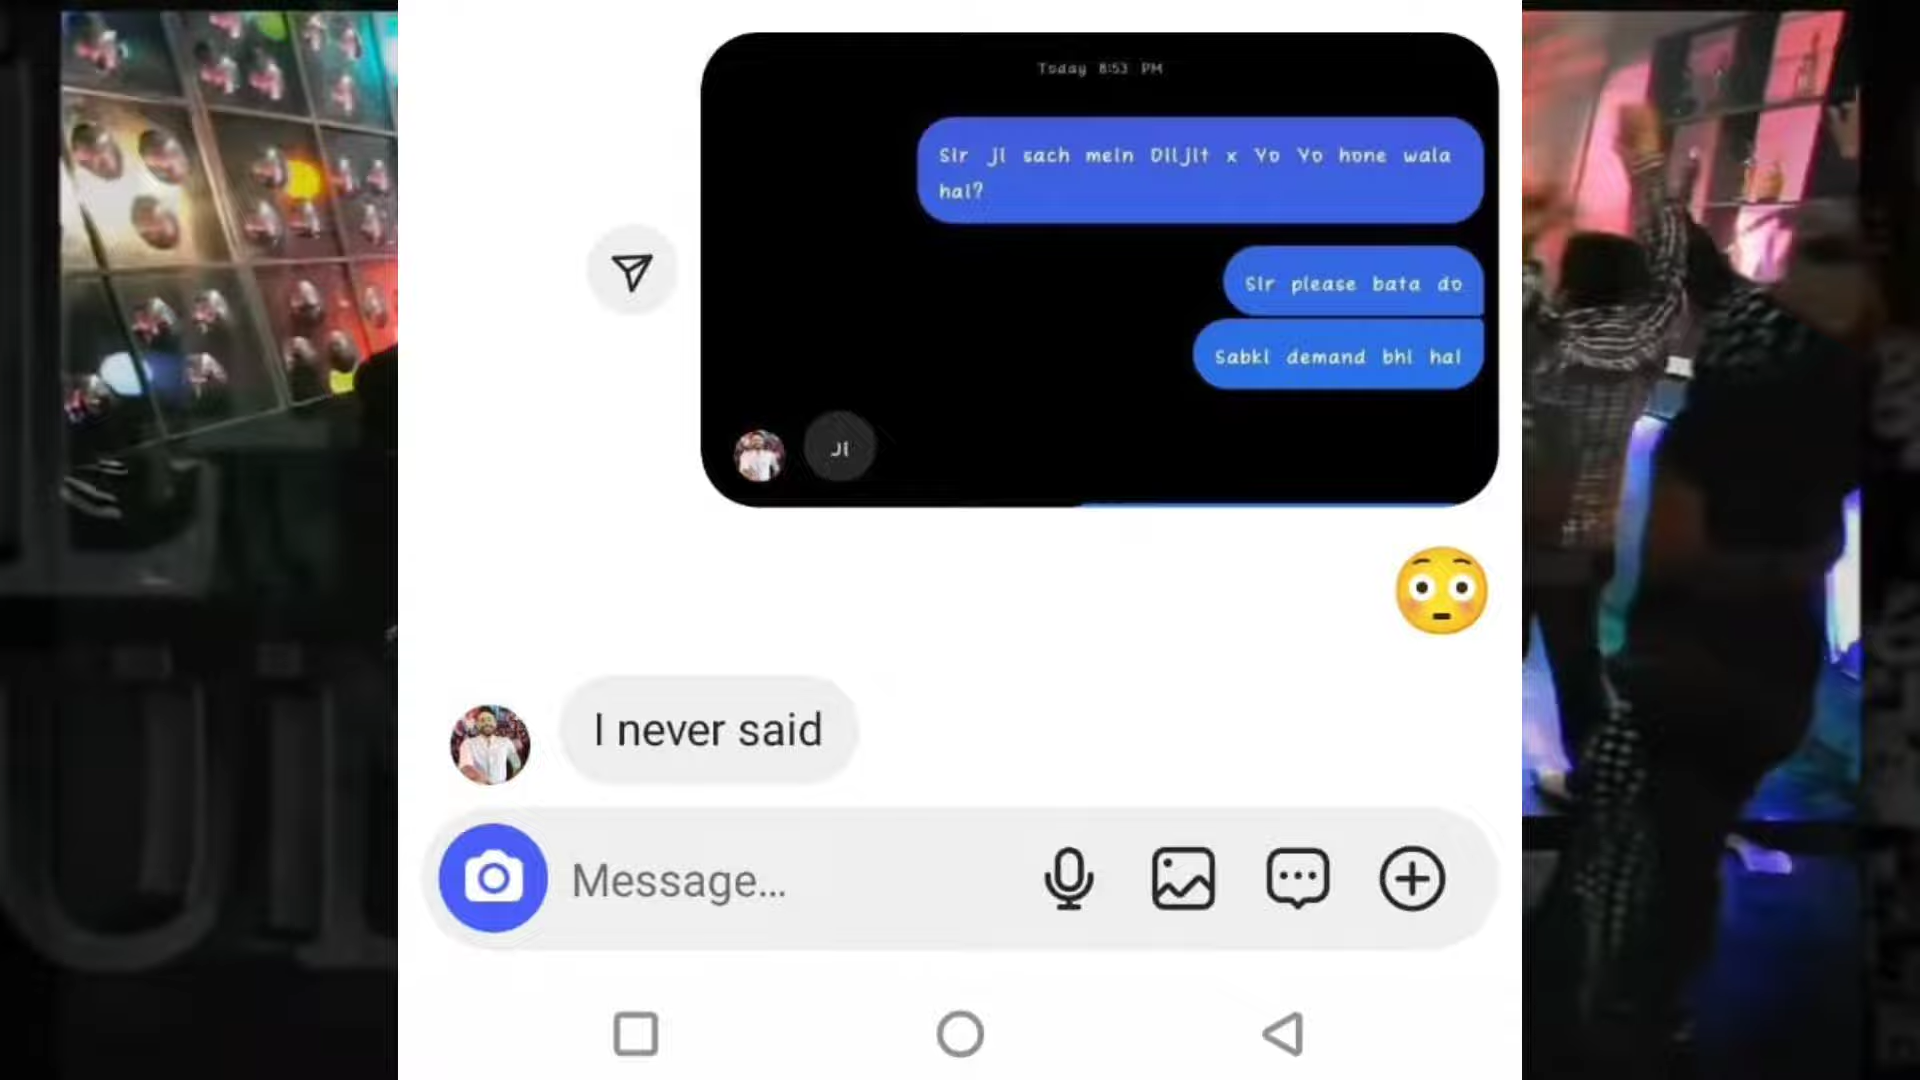 Today 8:53 PM
Sir ji sach mein Diljit x Yo Yo hone wala
hai?
Sir please bata do
Sabki demand bhi hai
Ji
I never said
Message...